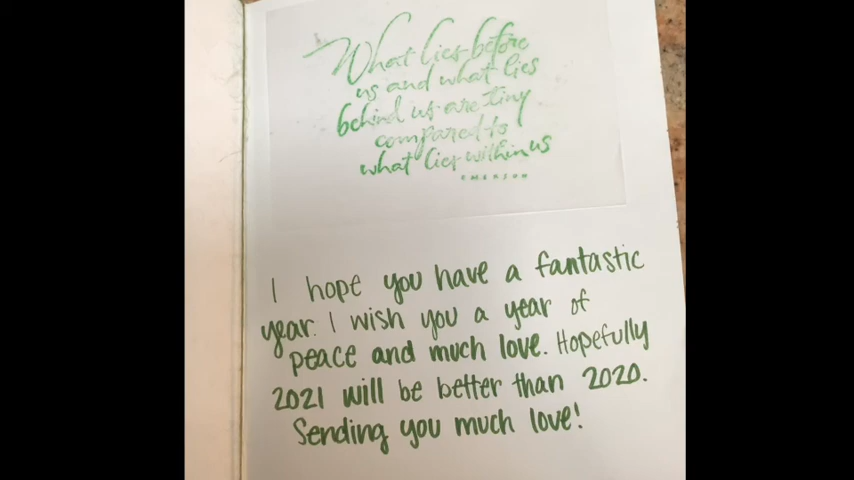 What lies before
us and what lies
behind us are tiny
compared to
what lies within us
EMERSON
I hope you have a fantastic
year. I wish you a year of
peace and much love. Hopefully
2021 will be better than 2020.
Sending you much love!